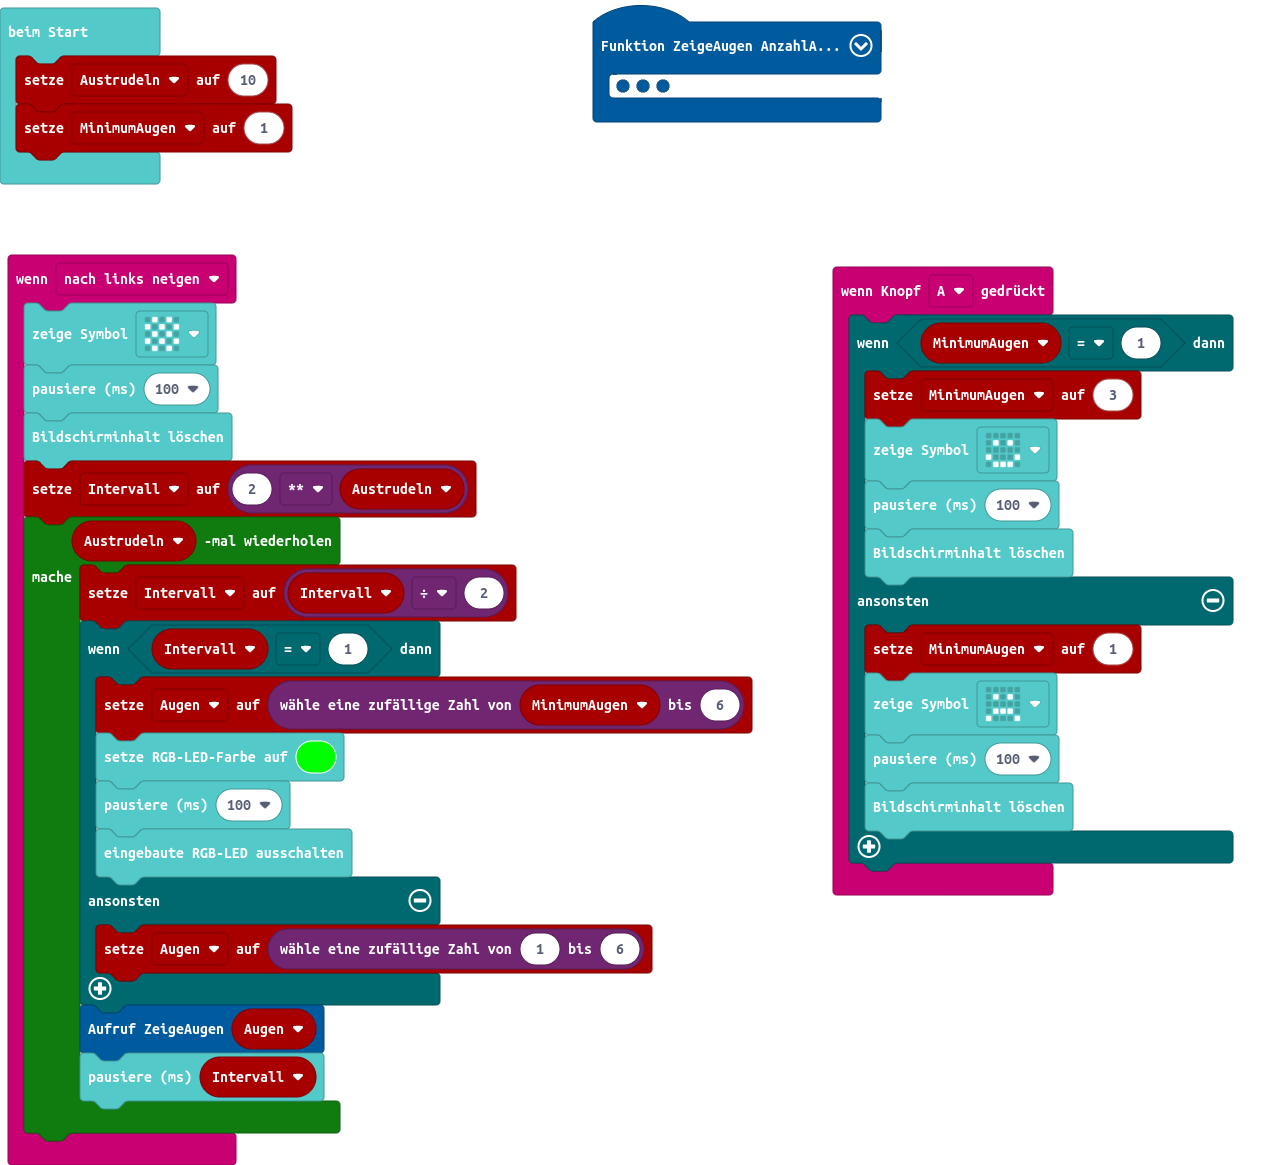 beim Start
setze Austrudeln auf 10
setze MinimumAugen auf 1
Funktion ZeigeAugen AnzahlA...
wenn nach links neigen
zeige Symbol
pausiere (ms) 100
Bildschirminhalt löschen
setze Intervall auf 2 ** Austrudeln
Austrudeln -mal wiederholen
mache
setze Intervall auf Intervall ÷ 2
wenn Intervall = 1 dann
setze Augen auf wähle eine zufällige Zahl von MinimumAugen bis 6
setze RGB-LED-Farbe auf
pausiere (ms) 100
eingebaute RGB-LED ausschalten
ansonsten
setze Augen auf wähle eine zufällige Zahl von 1 bis 6
Aufruf ZeigeAugen Augen
pausiere (ms) Intervall
wenn Knopf A gedrückt
wenn MinimumAugen = 1 dann
setze MinimumAugen auf 3
zeige Symbol
pausiere (ms) 100
Bildschirminhalt löschen
ansonsten
setze MinimumAugen auf 1
zeige Symbol
pausiere (ms) 100
Bildschirminhalt löschen